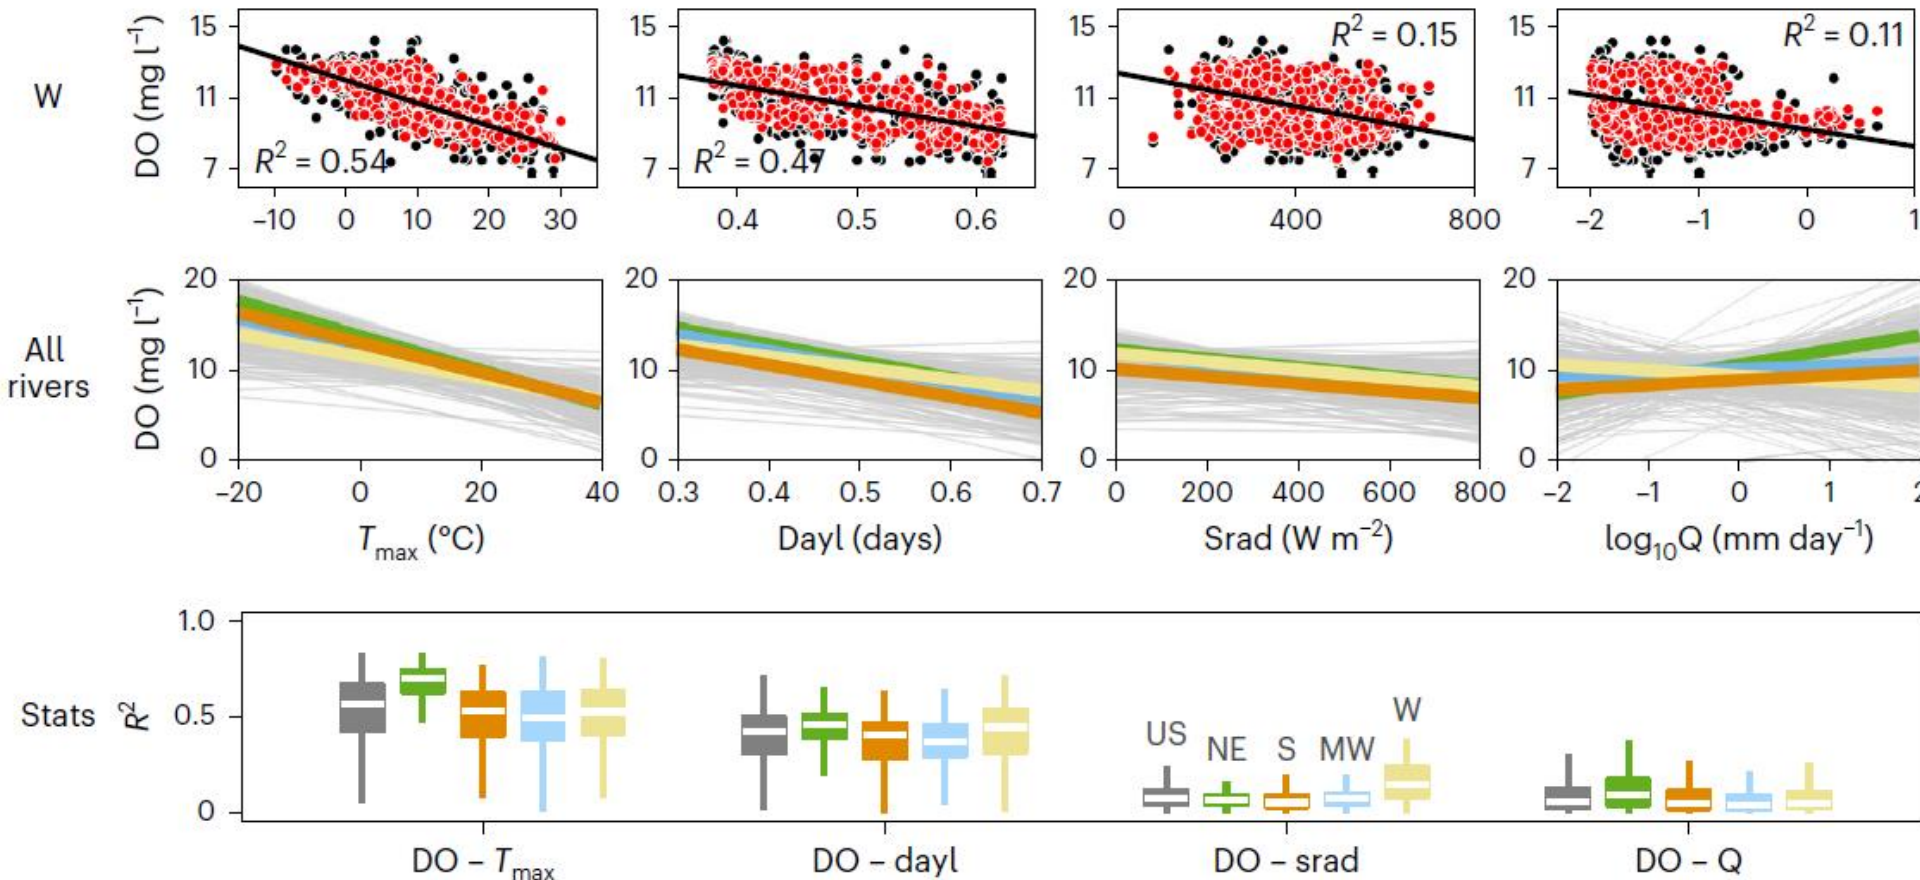 W
DO (mg l⁻¹)
15 11 7
R² = 0.54
−10 0 10 20 30
15 11 7
R² = 0.47
0.4 0.5 0.6
15 11 7
R² = 0.15
0 400 800
15 11 7
R² = 0.11
−2 −1 0 1
All
rivers
DO (mg l⁻¹)
20 10 0
−20 0 20 40
T max (°C)
20 10 0
0.3 0.4 0.5 0.6 0.7
Dayl (days)
20 10 0
0 200 400 600 800
Srad (W m⁻²)
20 10 0
−2 −1 0 1 2
log₁₀Q (mm day⁻¹)
Stats
R²
1.0 0.5 0
US NE S MW W
DO – T max
DO – dayl
DO – srad
DO – Q